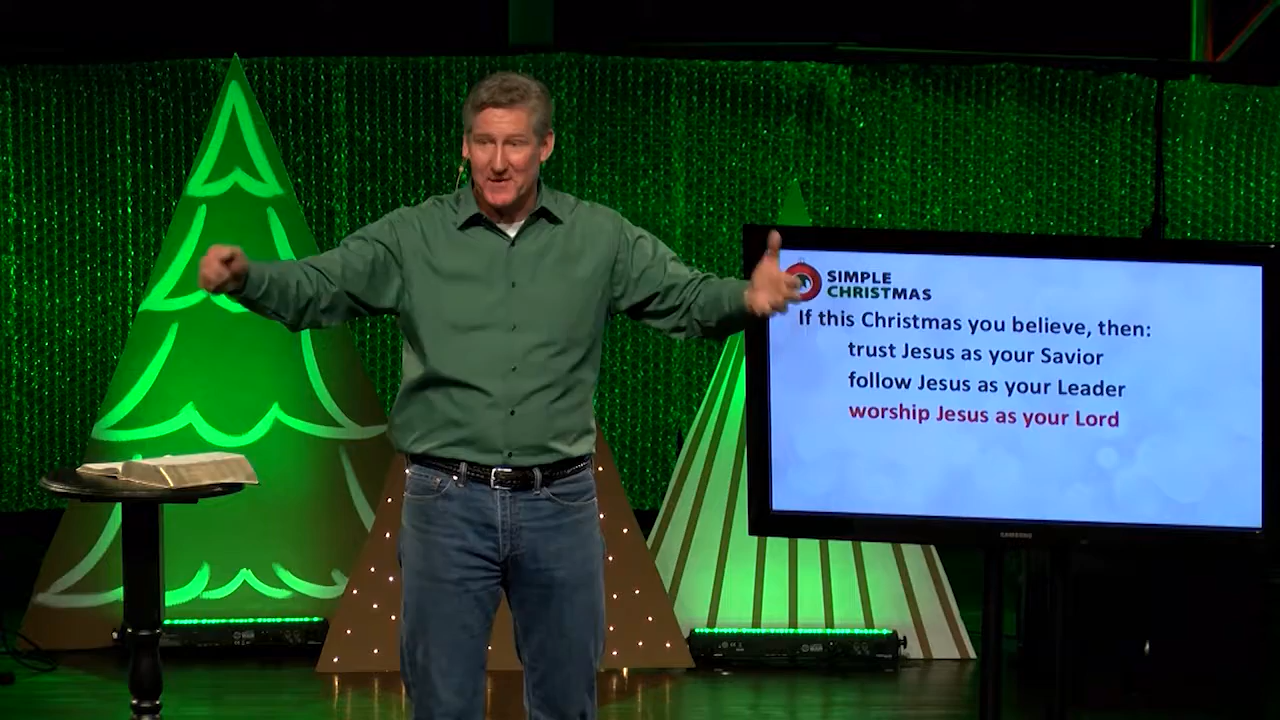 SIMPLE
CHRISTMAS
If this Christmas you believe, then:
trust Jesus as your Savior
follow Jesus as your Leader
worship Jesus as your Lord
SAMSUNG